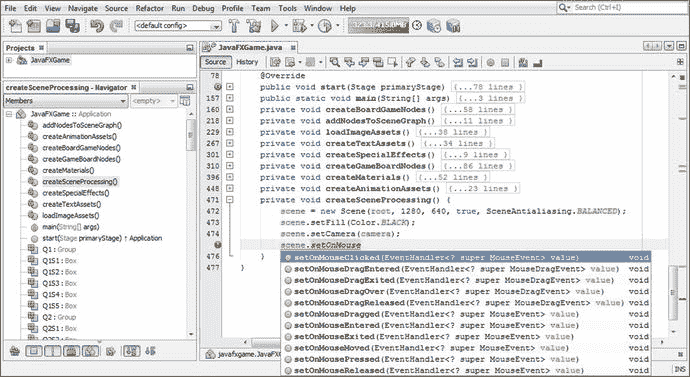 File Edit View Navigate Source Refactor Run Debug Profile Team Tools Window Help
Search (Ctrl+I)
<default config>
Projects
JavaFXGame
createSceneProcessing - Navigator
Members
<empty>
JavaFXGame :: Application
addNodesToSceneGraph()
createAnimationAssets()
createBoardGameNodes()
createGameBoardNodes()
createMaterials()
createSceneProcessing()
createSpecialEffects()
createTextAssets()
loadImageAssets()
main(String[] args)
start(Stage primaryStage) : Application
Q1 : Group
Q1S1 : Box
Q1S2 : Box
Q1S3 : Box
Q1S4 : Box
Q1S5 : Box
Q2 : Group
Q2S1 : Box
JavaFXGame.java
Source History
78 @Override
public void start(Stage primaryStage) {...78 lines }
157 public static void main(String[] args) {...3 lines }
160 private void createBoardGameNodes() {...58 lines }
218 private void addNodesToSceneGraph() {...11 lines }
229 private void loadImageAssets() {...38 lines }
267 private void createTextAssets() {...34 lines }
301 private void createSpecialEffects() {...9 lines }
310 private void createGameBoardNodes() {...86 lines }
396 private void createMaterials() {...52 lines }
448 private void createAnimationAssets() {...23 lines }
471 private void createSceneProcessing() {
472 scene = new Scene(root, 1280, 640, true, SceneAntialiasing.BALANCED);
473 scene.setFill(Color.BLACK);
474 scene.setCamera(camera);
scene.setOnMouse
476 }
477 }
setOnMouseClicked(EventHandler<? super MouseEvent> value) void
setOnMouseDragEntered(EventHandler<? super MouseDragEvent> value) void
setOnMouseDragExited(EventHandler<? super MouseDragEvent> value) void
setOnMouseDragOver(EventHandler<? super MouseDragEvent> value) void
setOnMouseDragReleased(EventHandler<? super MouseDragEvent> value) void
setOnMouseDragged(EventHandler<? super MouseEvent> value) void
setOnMouseEntered(EventHandler<? super MouseEvent> value) void
setOnMouseExited(EventHandler<? super MouseEvent> value) void
setOnMouseMoved(EventHandler<? super MouseEvent> value) void
setOnMousePressed(EventHandler<? super MouseEvent> value) void
setOnMouseReleased(EventHandler<? super MouseEvent> value) void
INS